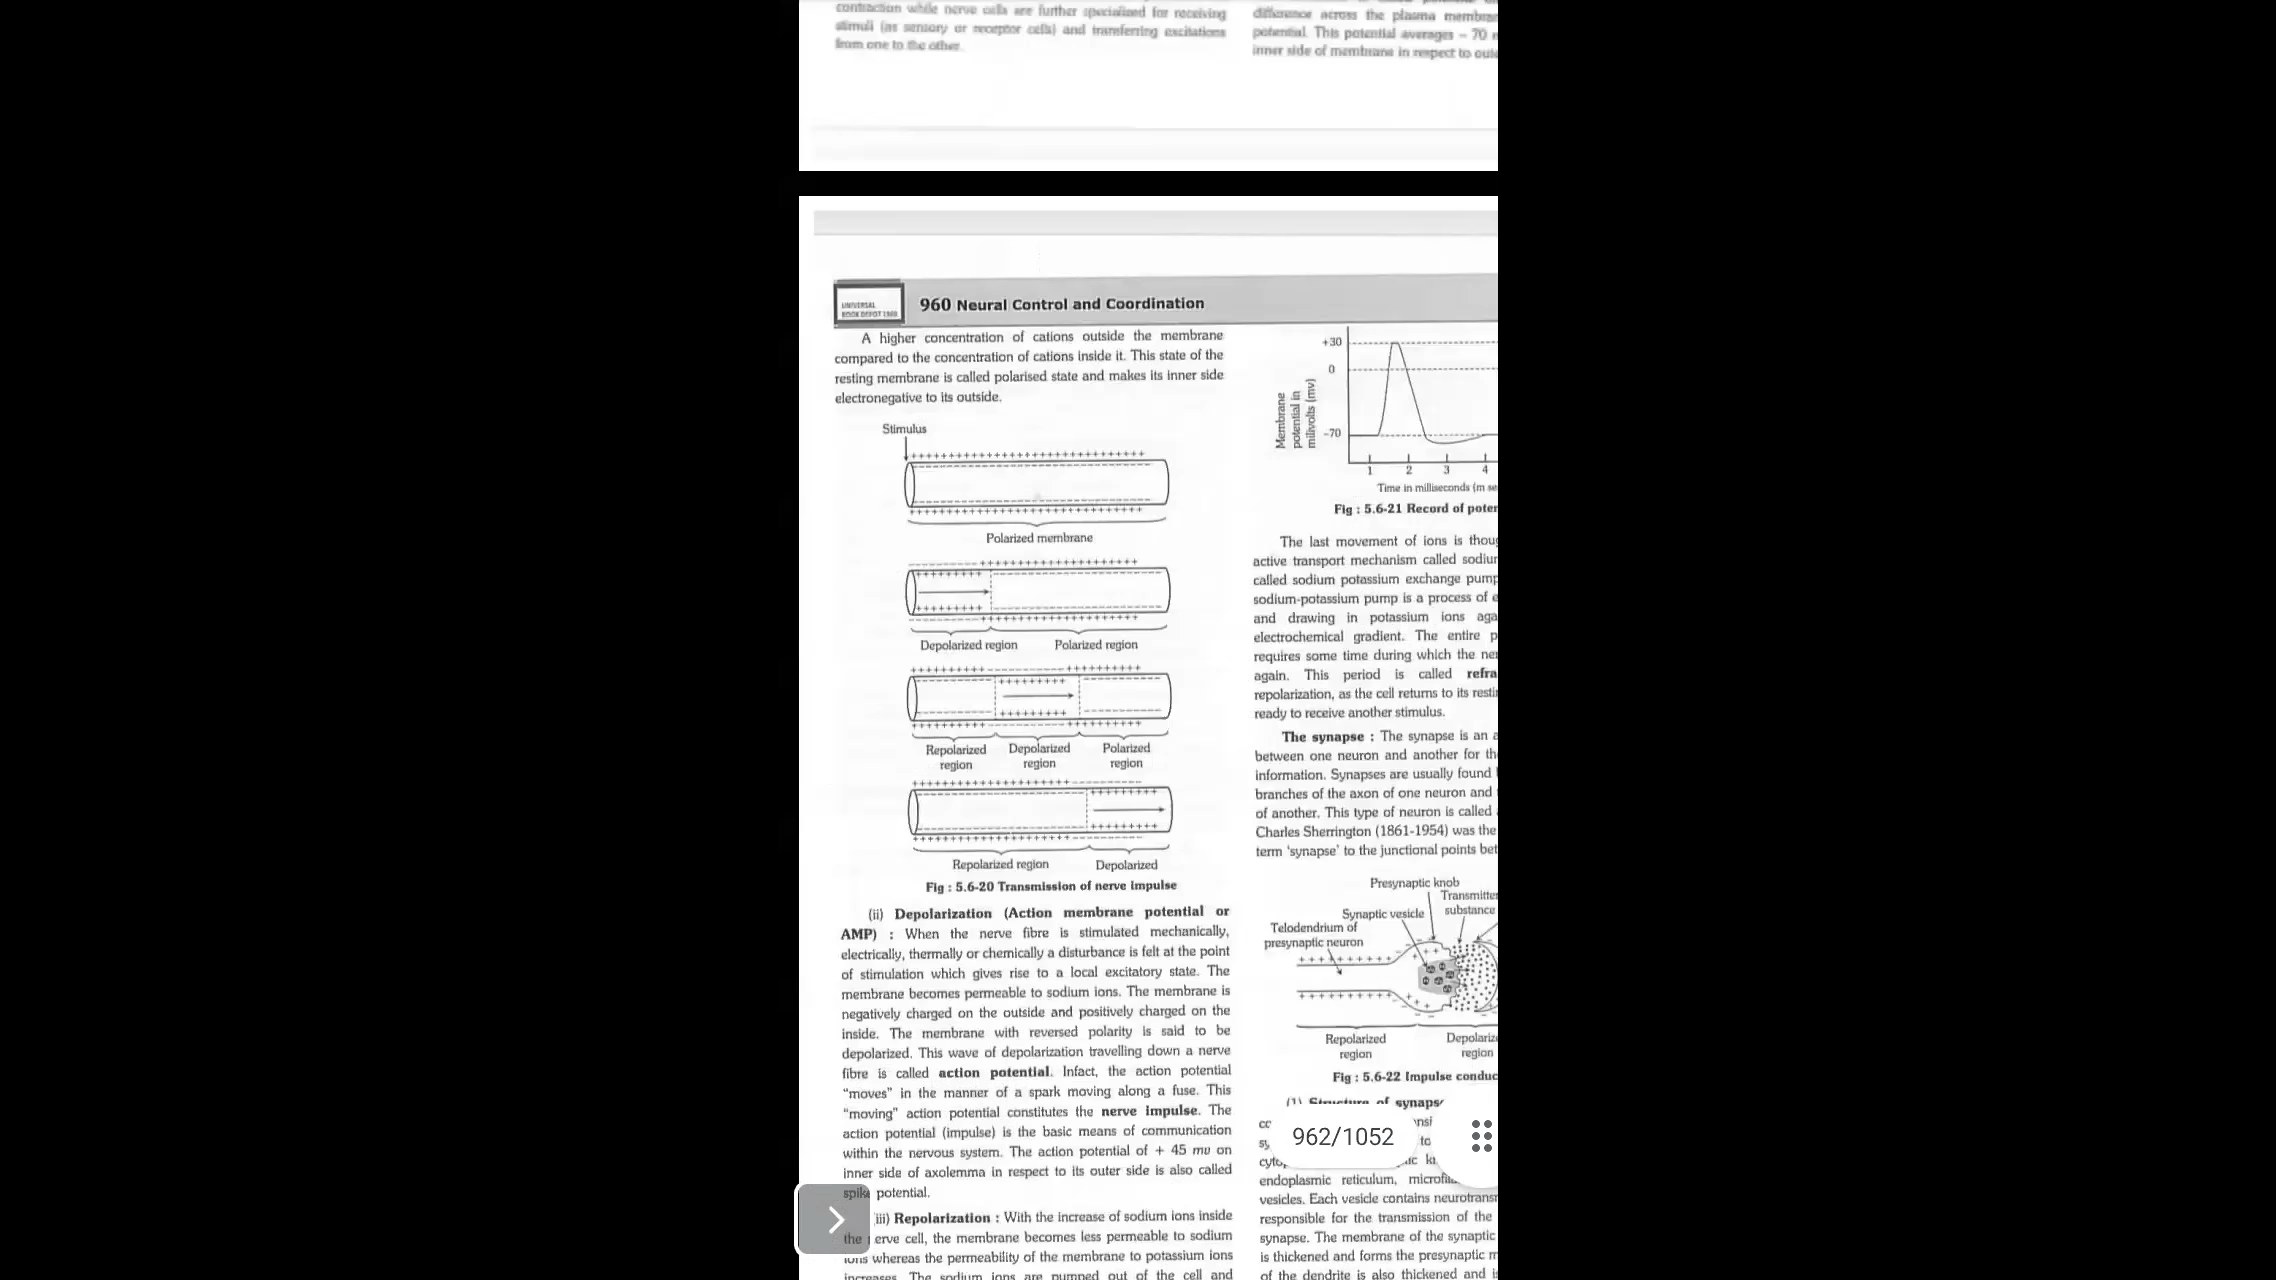 contraction while nerve cells are further specialised for receiving
stimuli (as sensory or receptor cells) and transferring excitations
from one to the other.
difference across the plasma
potential. This potential averages – 70
inner side of membrane in respect to
UNIVERSAL
BOOK DEPOT 1960
960 Neural Control and Coordination
A higher concentration of cations outside the membrane
compared to the concentration of cations inside it. This state of the
resting membrane is called polarised state and makes its inner side
electronegative to its outside.
Stimulus
Polarized membrane
Depolarized region Polarized region
Repolarized Depolarized Polarized
region region region
Repolarized region Depolarized
Fig : 5.6-20 Transmission of nerve impulse
(ii) Depolarization (Action membrane potential or
AMP) : When the nerve fibre is stimulated mechanically,
electrically, thermally or chemically a disturbance is felt at the point
of stimulation which gives rise to a local excitatory state. The
membrane becomes permeable to sodium ions. The membrane is
negatively charged on the outside and positively charged on the
inside. The membrane with reversed polarity is said to be
depolarized. This wave of depolarization travelling down a nerve
fibre is called action potential. Infact, the action potential
“moves” in the manner of a spark moving along a fuse. This
“moving” action potential constitutes the nerve impulse. The
action potential (impulse) is the basic means of communication
within the nervous system. The action potential of + 45 mv on
inner side of axolemma in respect to its outer side is also called
spike potential.
iii) Repolarization : With the increase of sodium ions inside
the nerve cell, the membrane becomes less permeable to sodium
ions whereas the permeability of the membrane to potassium ions
increases. The sodium ions are pumped out of the cell and
+30
0
–70
Membrane
potential in
milivolts (mv)
1 2 3 4
Time in milliseconds (m se
Fig : 5.6-21 Record of poter
The last movement of ions is thoug
active transport mechanism called sodiur
called sodium potassium exchange pump
sodium-potassium pump is a process of e
and drawing in potassium ions aga
electrochemical gradient. The entire p
requires some time during which the ner
again. This period is called refra
repolarization, as the cell returns to its restir
ready to receive another stimulus.
The synapse : The synapse is an a
between one neuron and another for th
information. Synapses are usually found
branches of the axon of one neuron and
of another. This type of neuron is called
Charles Sherrington (1861-1954) was the
term ‘synapse’ to the junctional points bet
Presynaptic knob
Transmitter
Synaptic vesicle substance
Telodendrium of
presynaptic neuron
Repolarized Depolarize
region region
Fig : 5.6-22 Impulse conduc
(1) Structure of synaps
962/1052
endoplasmic reticulum,
vesicles. Each vesicle contains neurotransr
responsible for the transmission of the
synapse. The membrane of the synaptic
is thickened and forms the presynaptic m
of the dendrite is also thickened and